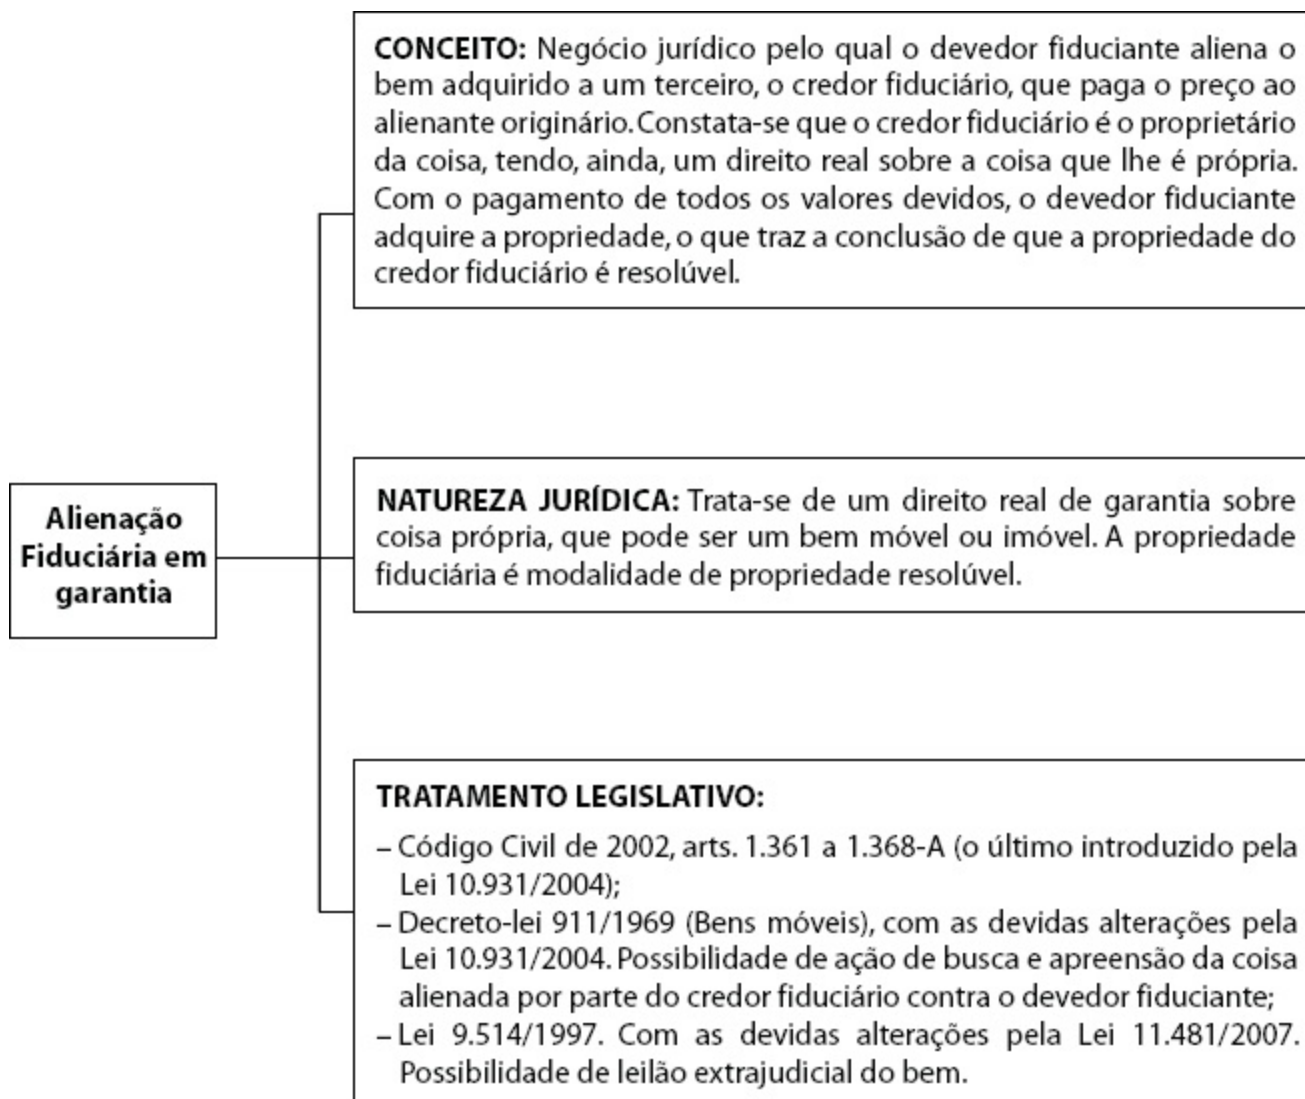 CONCEITO: Negócio jurídico pelo qual o devedor fiduciante aliena o
bem adquirido a um terceiro, o credor fiduciário, que paga o preço ao
alienante originário. Constata-se que o credor fiduciário é o proprietário
da coisa, tendo, ainda, um direito real sobre a coisa que lhe é própria.
Com o pagamento de todos os valores devidos, o devedor fiduciante
adquire a propriedade, o que traz a conclusão de que a propriedade do
credor fiduciário é resolúvel.
Alienação
Fiduciária em
garantia
NATUREZA JURÍDICA: Trata-se de um direito real de garantia sobre
coisa própria, que pode ser um bem móvel ou imóvel. A propriedade
fiduciária é modalidade de propriedade resolúvel.
TRATAMENTO LEGISLATIVO:
– Código Civil de 2002, arts. 1.361 a 1.368-A (o último introduzido pela
Lei 10.931/2004);
– Decreto-lei 911/1969 (Bens móveis), com as devidas alterações pela
Lei 10.931/2004. Possibilidade de ação de busca e apreensão da coisa
alienada por parte do credor fiduciário contra o devedor fiduciante;
– Lei 9.514/1997. Com as devidas alterações pela Lei 11.481/2007.
Possibilidade de leilão extrajudicial do bem.